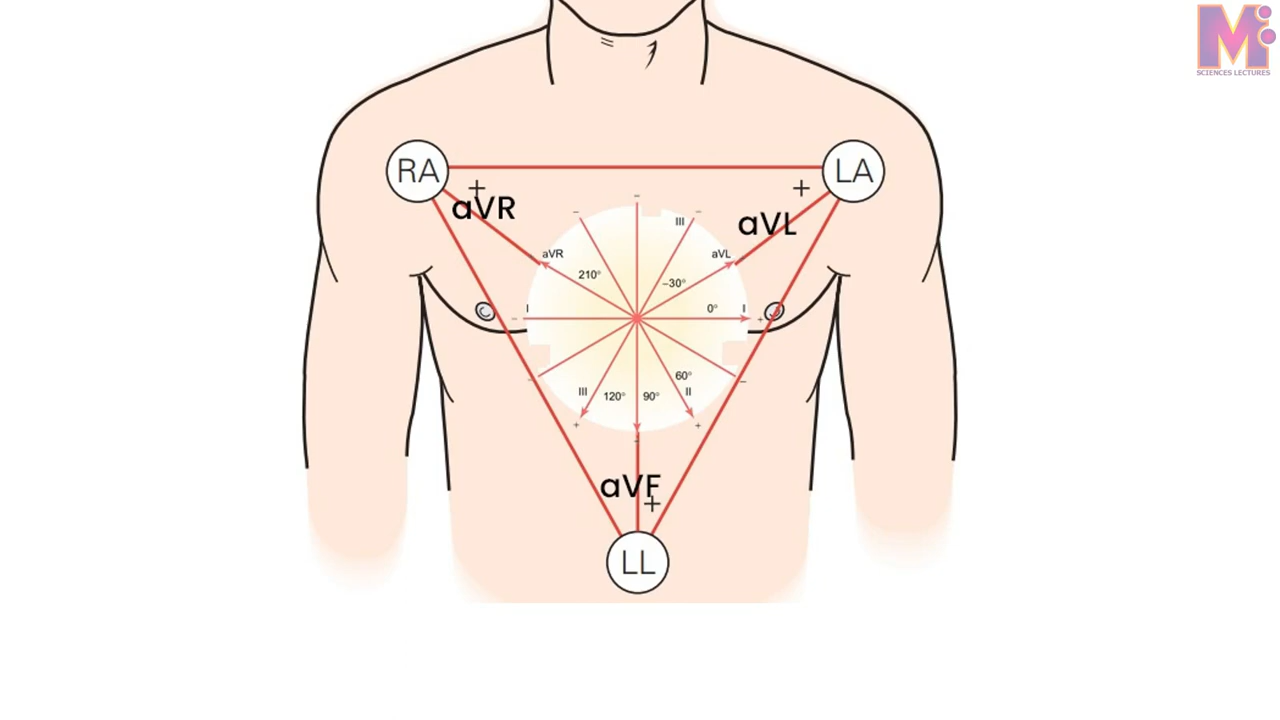 M
SCIENCES LECTURES
RA
LA
+
+
aVR
aVL
-
-
-
III
aVR
aVL
210°
-30°
I
0°
I
-
+
60°
III
120°
90°
II
-
-
+
+
aVF
+
LL